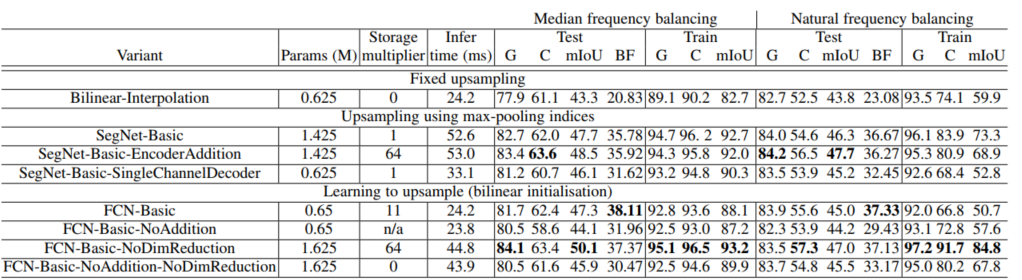 Median frequency balancing Natural frequency balancing
Storage Infer Test Train Test Train
Variant Params (M) multiplier time (ms) G C mIoU BF G C mIoU G C mIoU BF G C mIoU
Fixed upsampling
Bilinear-Interpolation 0.625 0 24.2 77.9 61.1 43.3 20.83 89.1 90.2 82.7 82.7 52.5 43.8 23.08 93.5 74.1 59.9
Upsampling using max-pooling indices
SegNet-Basic 1.425 1 52.6 82.7 62.0 47.7 35.78 94.7 96. 2 92.7 84.0 54.6 46.3 36.67 96.1 83.9 73.3
SegNet-Basic-EncoderAddition 1.425 64 53.0 83.4 63.6 48.5 35.92 94.3 95.8 92.0 84.2 56.5 47.7 36.27 95.3 80.9 68.9
SegNet-Basic-SingleChannelDecoder 0.625 1 33.1 81.2 60.7 46.1 31.62 93.2 94.8 90.3 83.5 53.9 45.2 32.45 92.6 68.4 52.8
Learning to upsample (bilinear initialisation)
FCN-Basic 0.65 11 24.2 81.7 62.4 47.3 38.11 92.8 93.6 88.1 83.9 55.6 45.0 37.33 92.0 66.8 50.7
FCN-Basic-NoAddition 0.65 n/a 23.8 80.5 58.6 44.1 31.96 92.5 93.0 87.2 82.3 53.9 44.2 29.43 93.1 72.8 57.6
FCN-Basic-NoDimReduction 1.625 64 44.8 84.1 63.4 50.1 37.37 95.1 96.5 93.2 83.5 57.3 47.0 37.13 97.2 91.7 84.8
FCN-Basic-NoAddition-NoDimReduction 1.625 0 43.9 80.5 61.6 45.9 30.47 92.5 94.6 89.9 83.7 54.8 45.5 33.17 95.0 80.2 67.8